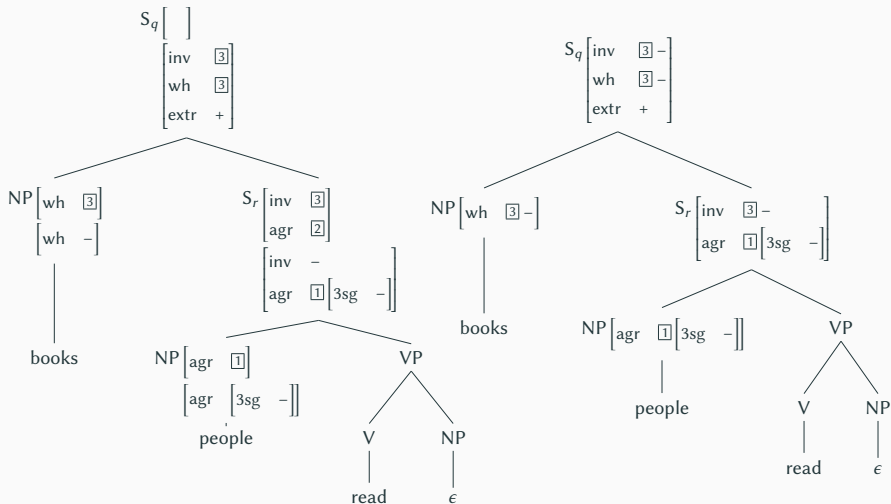 S_q [ ]
[inv 3
wh 3
extr +]
NP [wh 3]
[wh –]
books
S_r [inv 3
agr 2]
[inv –
agr 1 [3sg –]]
NP [agr 1]
[agr [3sg –]]
people
VP
V
NP
read
ϵ
S_q [inv 3 –
wh 3 –
extr +]
NP [wh 3 –]
books
S_r [inv 3 –
agr 1 [3sg –]]
NP [agr 1 [3sg –]]
people
VP
V
NP
read
ϵ